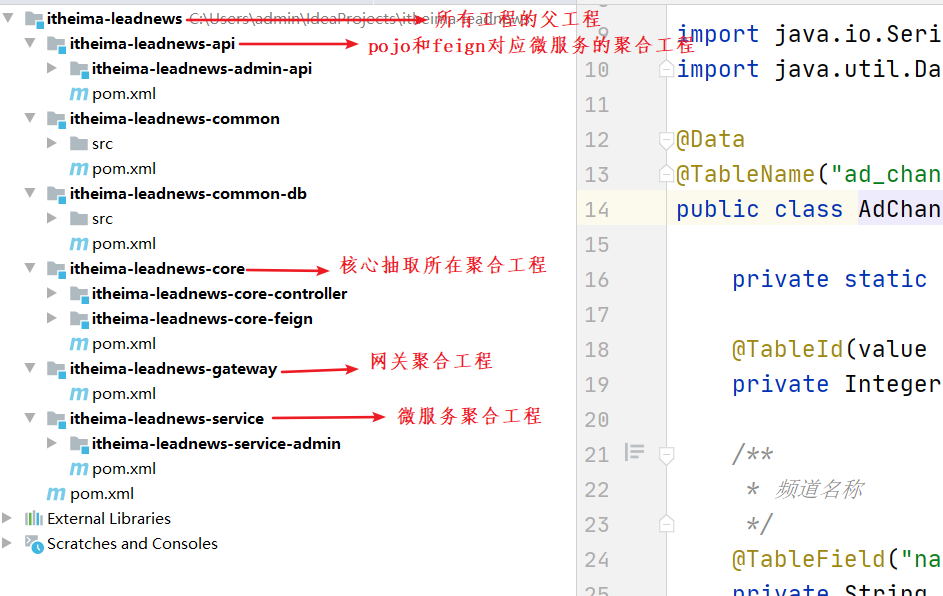 itheima-leadnews C:\Users\admin\IdeaProjects\itheima-leadnews
所有工程的父工程
itheima-leadnews-api
pojo和feign对应微服务的聚合工程
itheima-leadnews-admin-api
pom.xml
itheima-leadnews-common
src
pom.xml
itheima-leadnews-common-db
src
pom.xml
itheima-leadnews-core
核心抽取所在聚合工程
itheima-leadnews-core-controller
itheima-leadnews-core-feign
pom.xml
itheima-leadnews-gateway
网关聚合工程
pom.xml
itheima-leadnews-service
微服务聚合工程
itheima-leadnews-service-admin
pom.xml
pom.xml
External Libraries
Scratches and Consoles
9 import java.io.Seri
10 import java.util.Da
11
12 @Data
13 @TableName("ad_chan
14 public class AdChan
15
16 private static
17
18 @TableId(value
19 private Integer
20
21 /**
22 * 频道名称
23 */
24 @TableField("na
25 private String